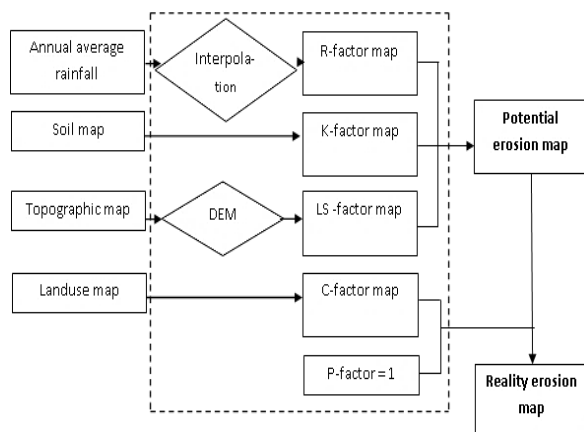 Annual average
rainfall
Interpola-
tion
R-factor map
Soil map
K-factor map
Potential
erosion map
Topographic map
DEM
LS -factor map
Landuse map
C-factor map
P-factor = 1
Reality erosion
map